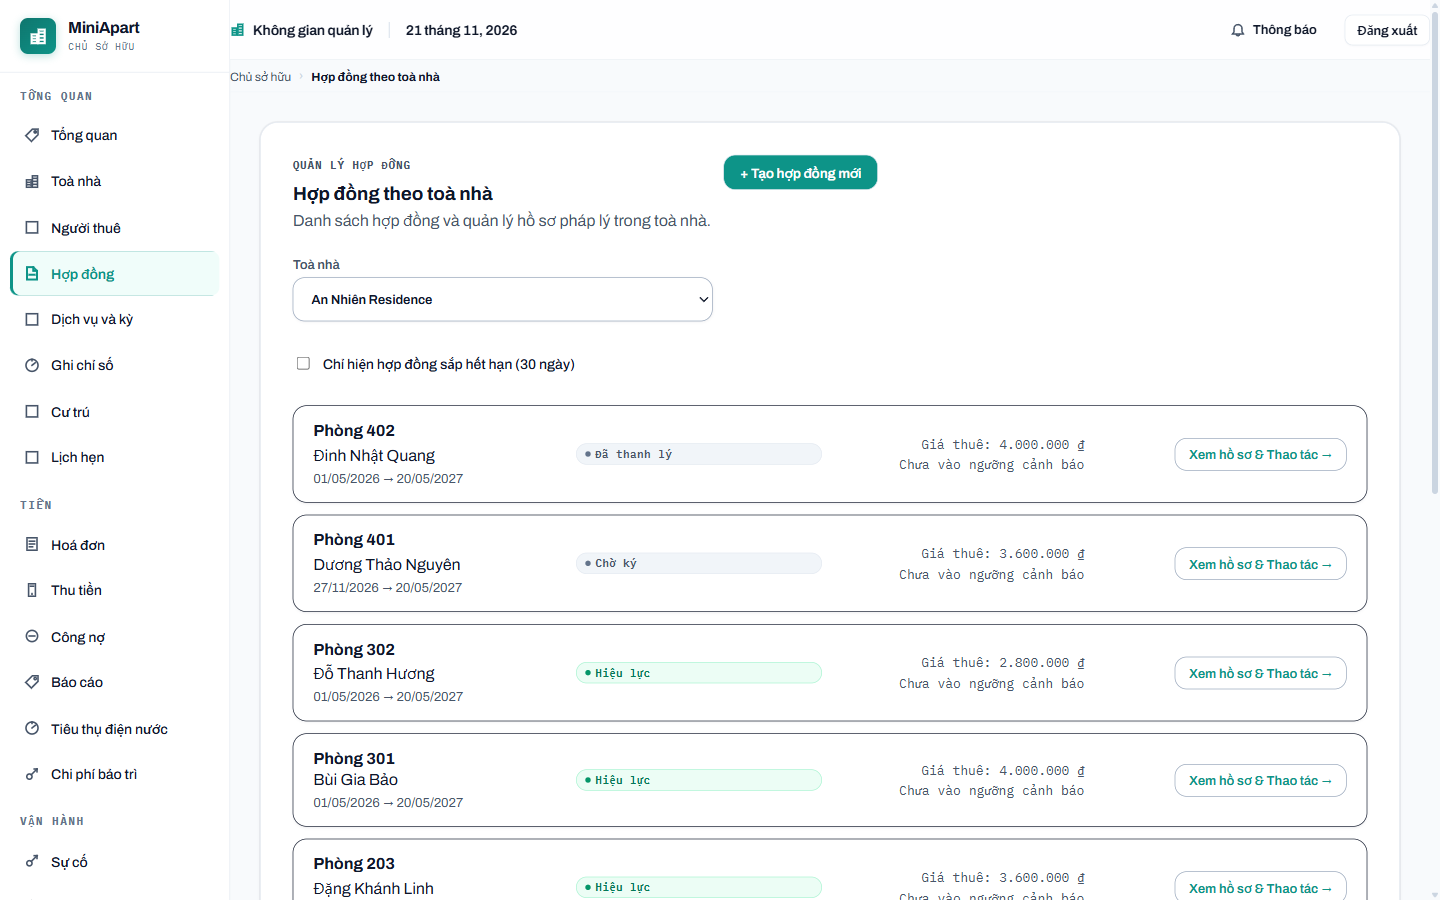 MiniApart
CHỦ SỞ HỮU
TỔNG QUAN
Tổng quan
Toà nhà
Người thuê
Hợp đồng
Dịch vụ và kỳ
Ghi chỉ số
Cư trú
Lịch hẹn
TIỀN
Hoá đơn
Thu tiền
Công nợ
Báo cáo
Tiêu thụ điện nước
Chi phí bảo trì
VẬN HÀNH
Sự cố
Không gian quản lý
21 tháng 11, 2026
Thông báo
Đăng xuất
Chủ sở hữu › Hợp đồng theo toà nhà
QUẢN LÝ HỢP ĐỒNG
Hợp đồng theo toà nhà
Danh sách hợp đồng và quản lý hồ sơ pháp lý trong toà nhà.
+ Tạo hợp đồng mới
Toà nhà
An Nhiên Residence
Chỉ hiện hợp đồng sắp hết hạn (30 ngày)
Phòng 402
Đinh Nhật Quang
01/05/2026 → 20/05/2027
Đã thanh lý
Giá thuê: 4.000.000 ₫
Chưa vào ngưỡng cảnh báo
Xem hồ sơ & Thao tác →
Phòng 401
Dương Thảo Nguyên
27/11/2026 → 20/05/2027
Chờ ký
Giá thuê: 3.600.000 ₫
Chưa vào ngưỡng cảnh báo
Xem hồ sơ & Thao tác →
Phòng 302
Đỗ Thanh Hương
01/05/2026 → 20/05/2027
Hiệu lực
Giá thuê: 2.800.000 ₫
Chưa vào ngưỡng cảnh báo
Xem hồ sơ & Thao tác →
Phòng 301
Bùi Gia Bảo
01/05/2026 → 20/05/2027
Hiệu lực
Giá thuê: 4.000.000 ₫
Chưa vào ngưỡng cảnh báo
Xem hồ sơ & Thao tác →
Phòng 203
Đặng Khánh Linh
Hiệu lực
Giá thuê: 3.600.000 ₫
Chưa vào ngưỡng cảnh báo
Xem hồ sơ & Thao tác →